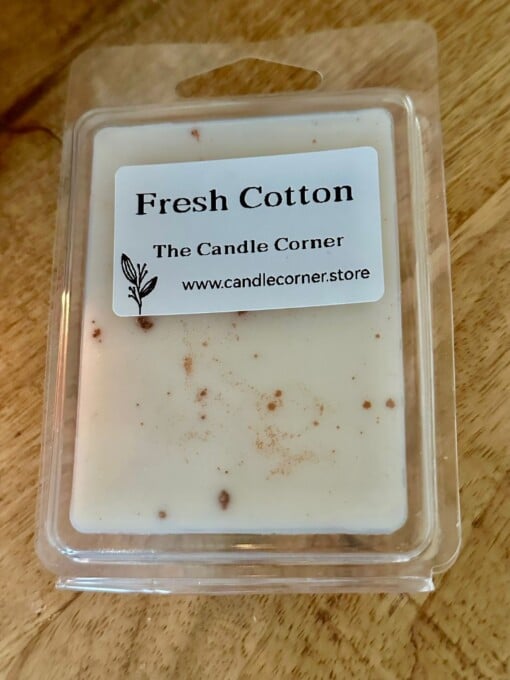 Fresh Cotton
The Candle Corner
www.candlecorner.store